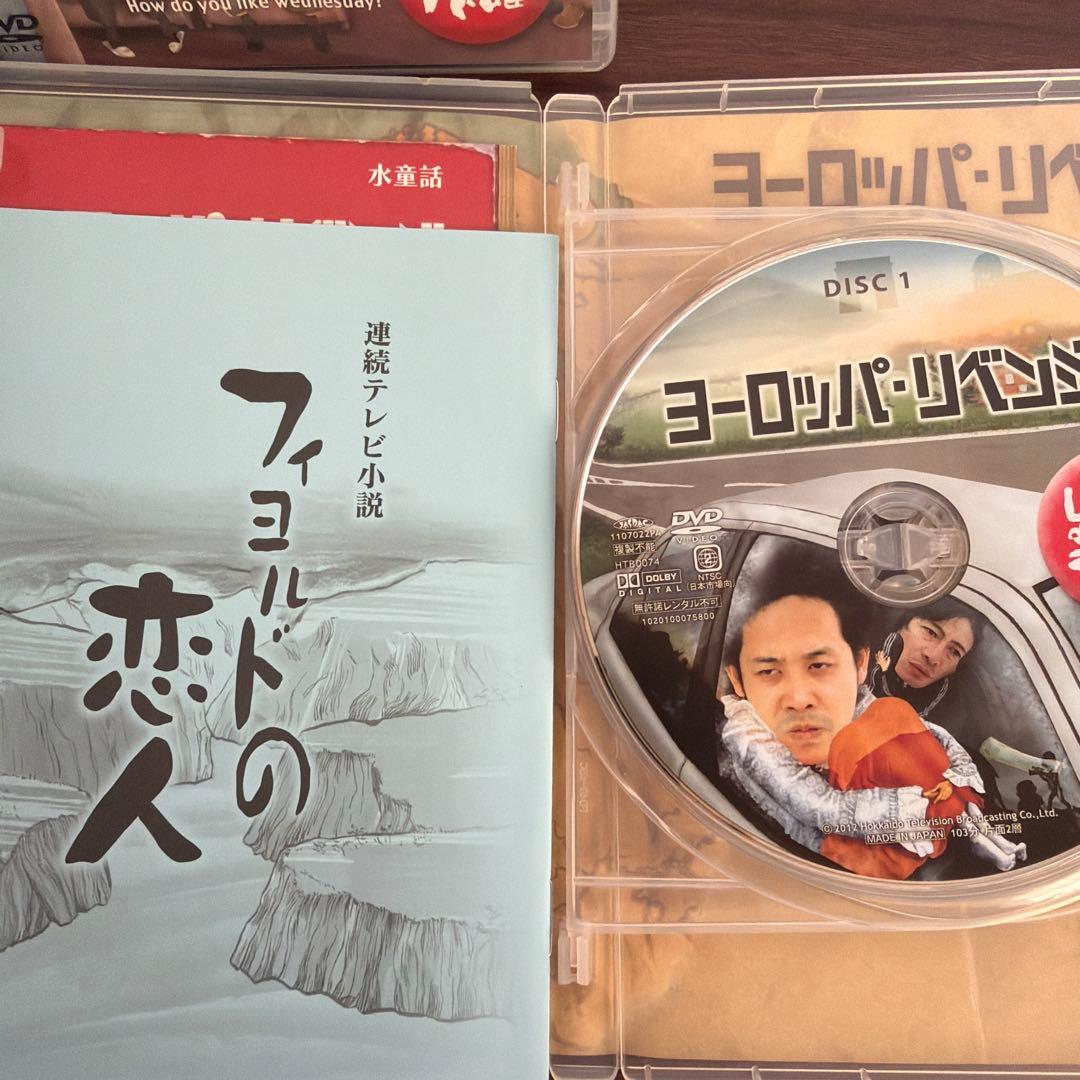 DVD
VIDEO
How do you like wednesday?
水童話
連続テレビ小説
フィヨルドの
恋人
ヨーロッパ・リベ
DISC 1
ヨーロッパ・リベンジ
DVD
VIDEO
1107022PA
複製不能
HTB0074
DOLBY
DIGITAL
2
NTSC
(日本市場向)
無許諾レンタル不可
1020100075800
© 2012 Hokkaido Television Broadcasting Co.,Ltd.
MADE IN JAPAN 103分・片面2層